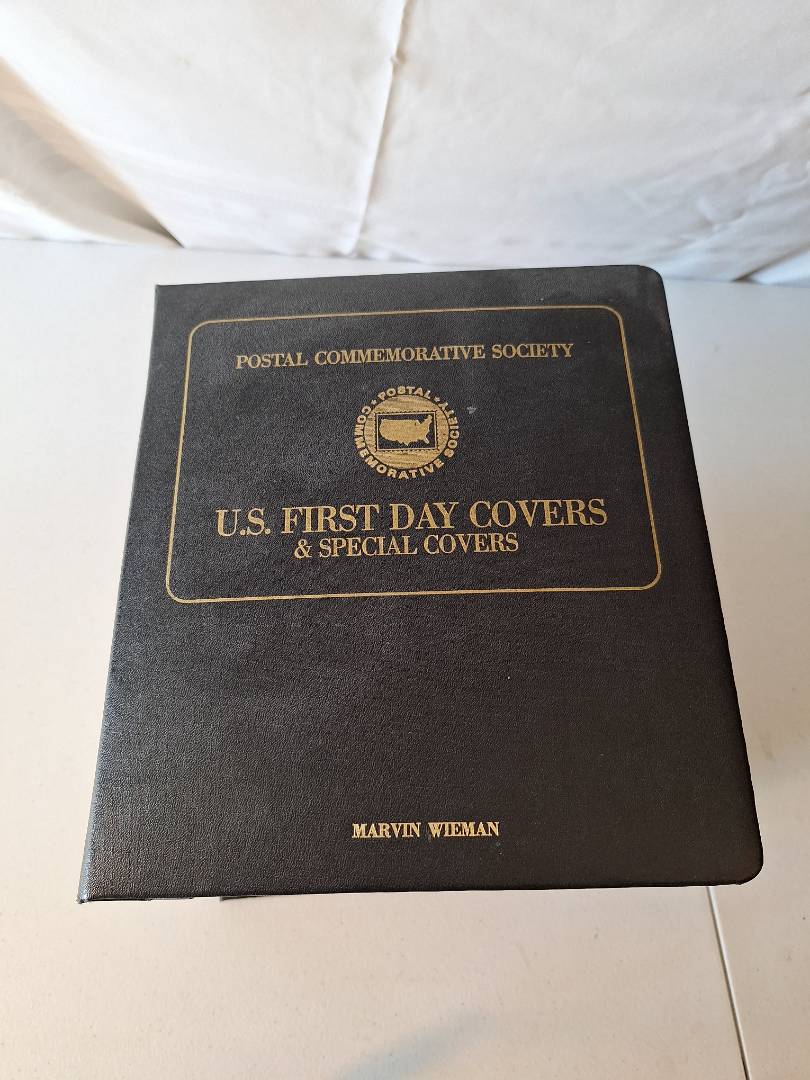 POSTAL COMMEMORATIVE SOCIETY
★ POSTAL ★
COMMEMORATIVE SOCIETY
U.S. FIRST DAY COVERS
& SPECIAL COVERS
MARVIN WIEMAN